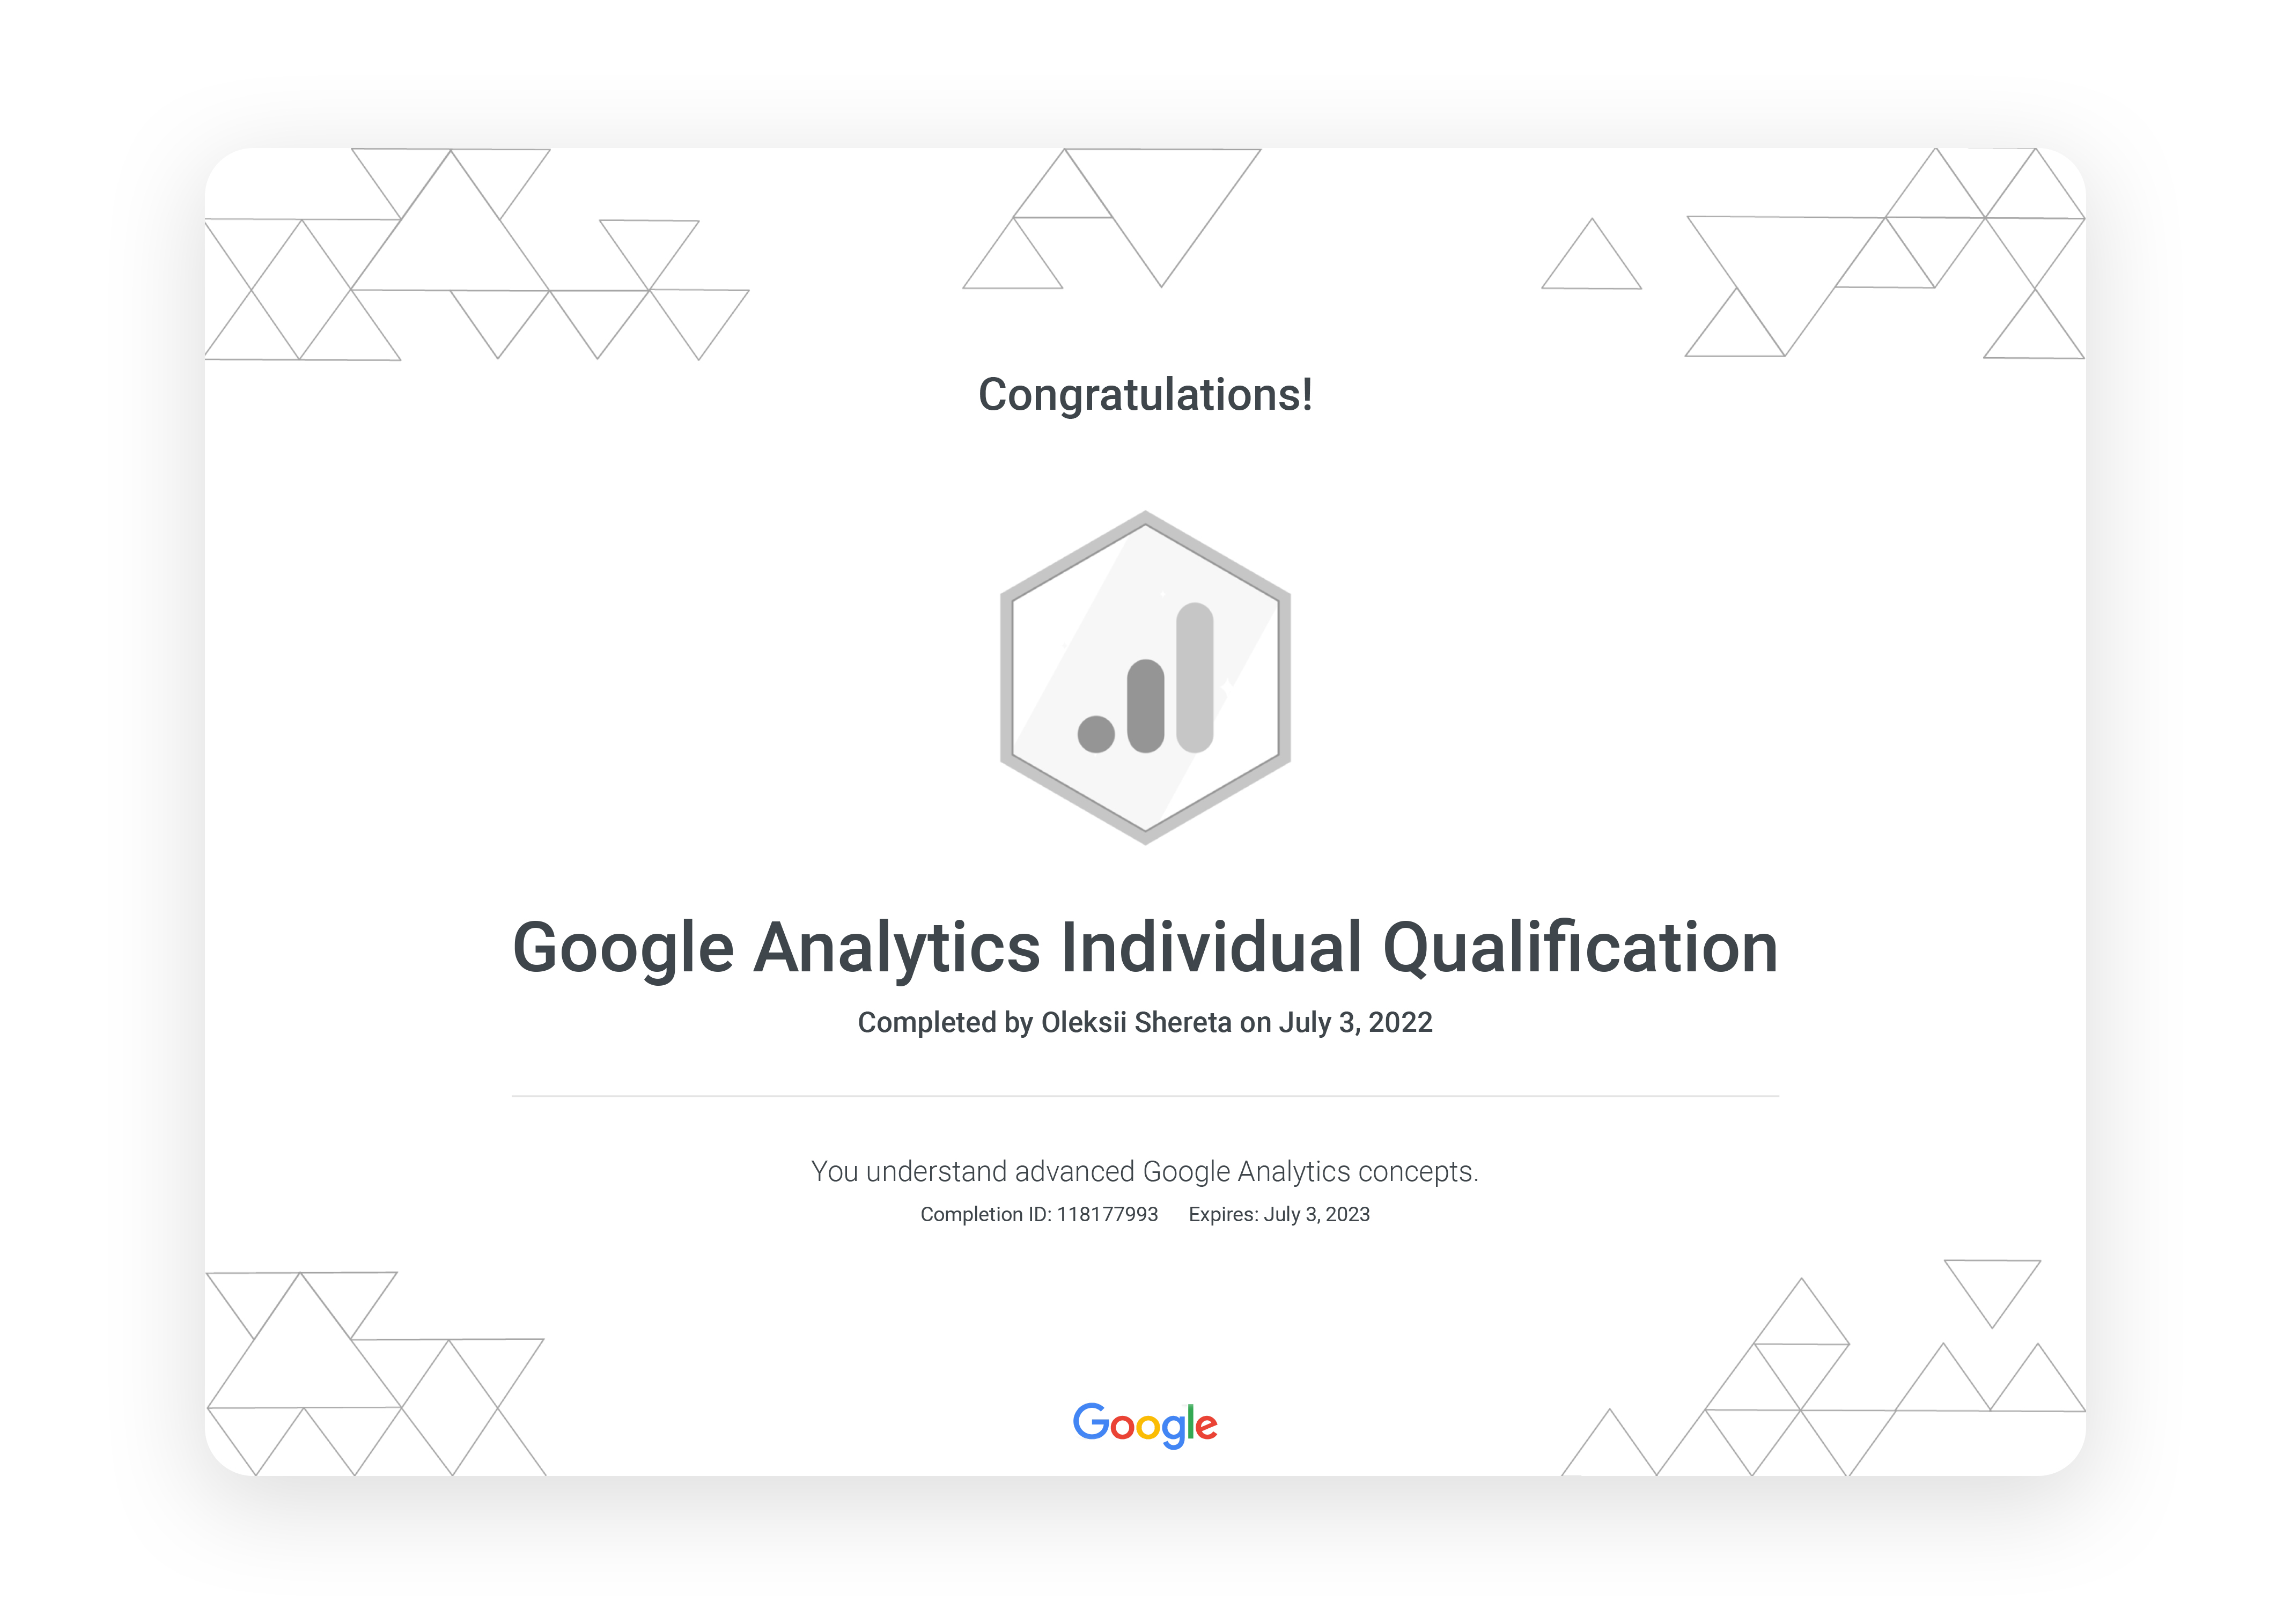 Congratulations!
Google Analytics Individual Qualification
Completed by Oleksii Shereta on July 3, 2022
You understand advanced Google Analytics concepts.
Completion ID: 118177993 Expires: July 3, 2023
Google